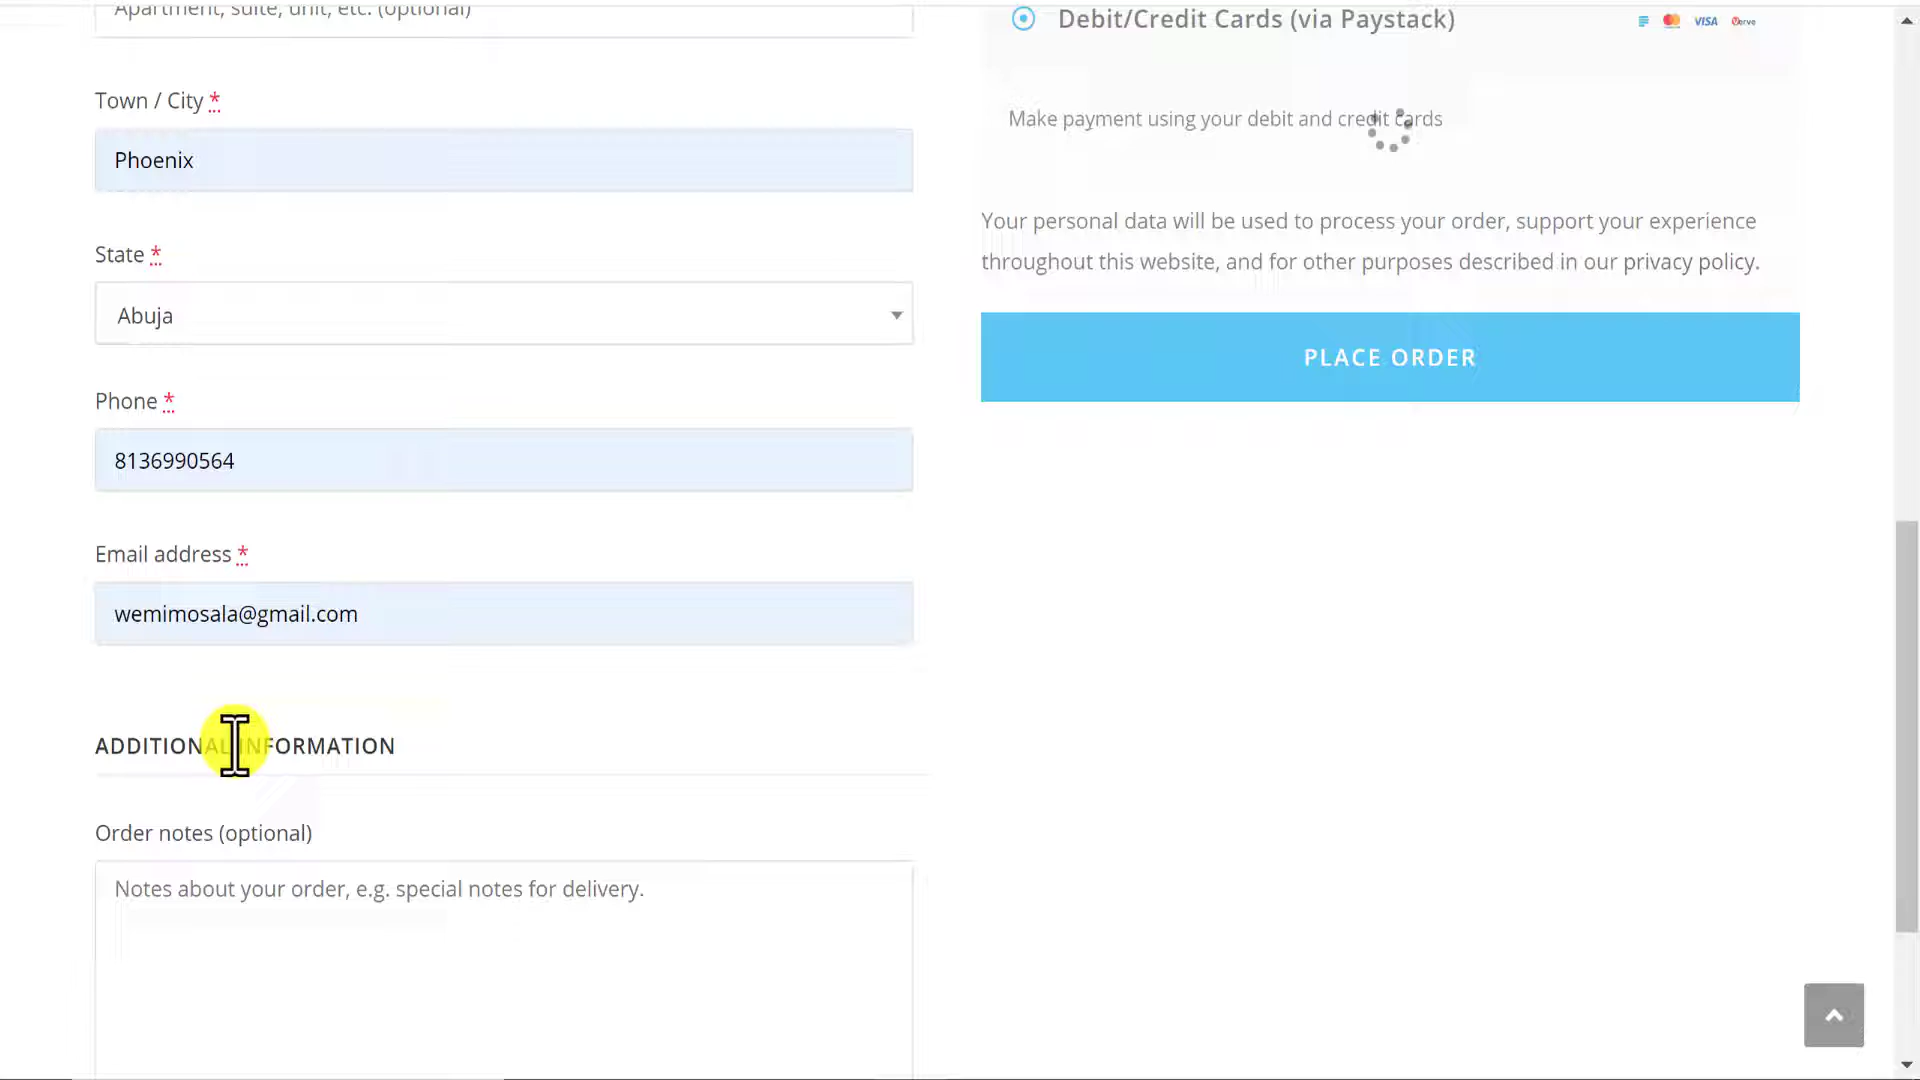 Apartment, suite, unit, etc. (optional)
Town / City *
Phoenix
State *
Abuja
Phone *
8136990564
Email address *
wemimosala@gmail.com
ADDITIONAL INFORMATION
Order notes (optional)
Notes about your order, e.g. special notes for delivery.
Debit/Credit Cards (via Paystack)
VISA Verve
Make payment using your debit and credit cards
Your personal data will be used to process your order, support your experience
throughout this website, and for other purposes described in our privacy policy.
PLACE ORDER